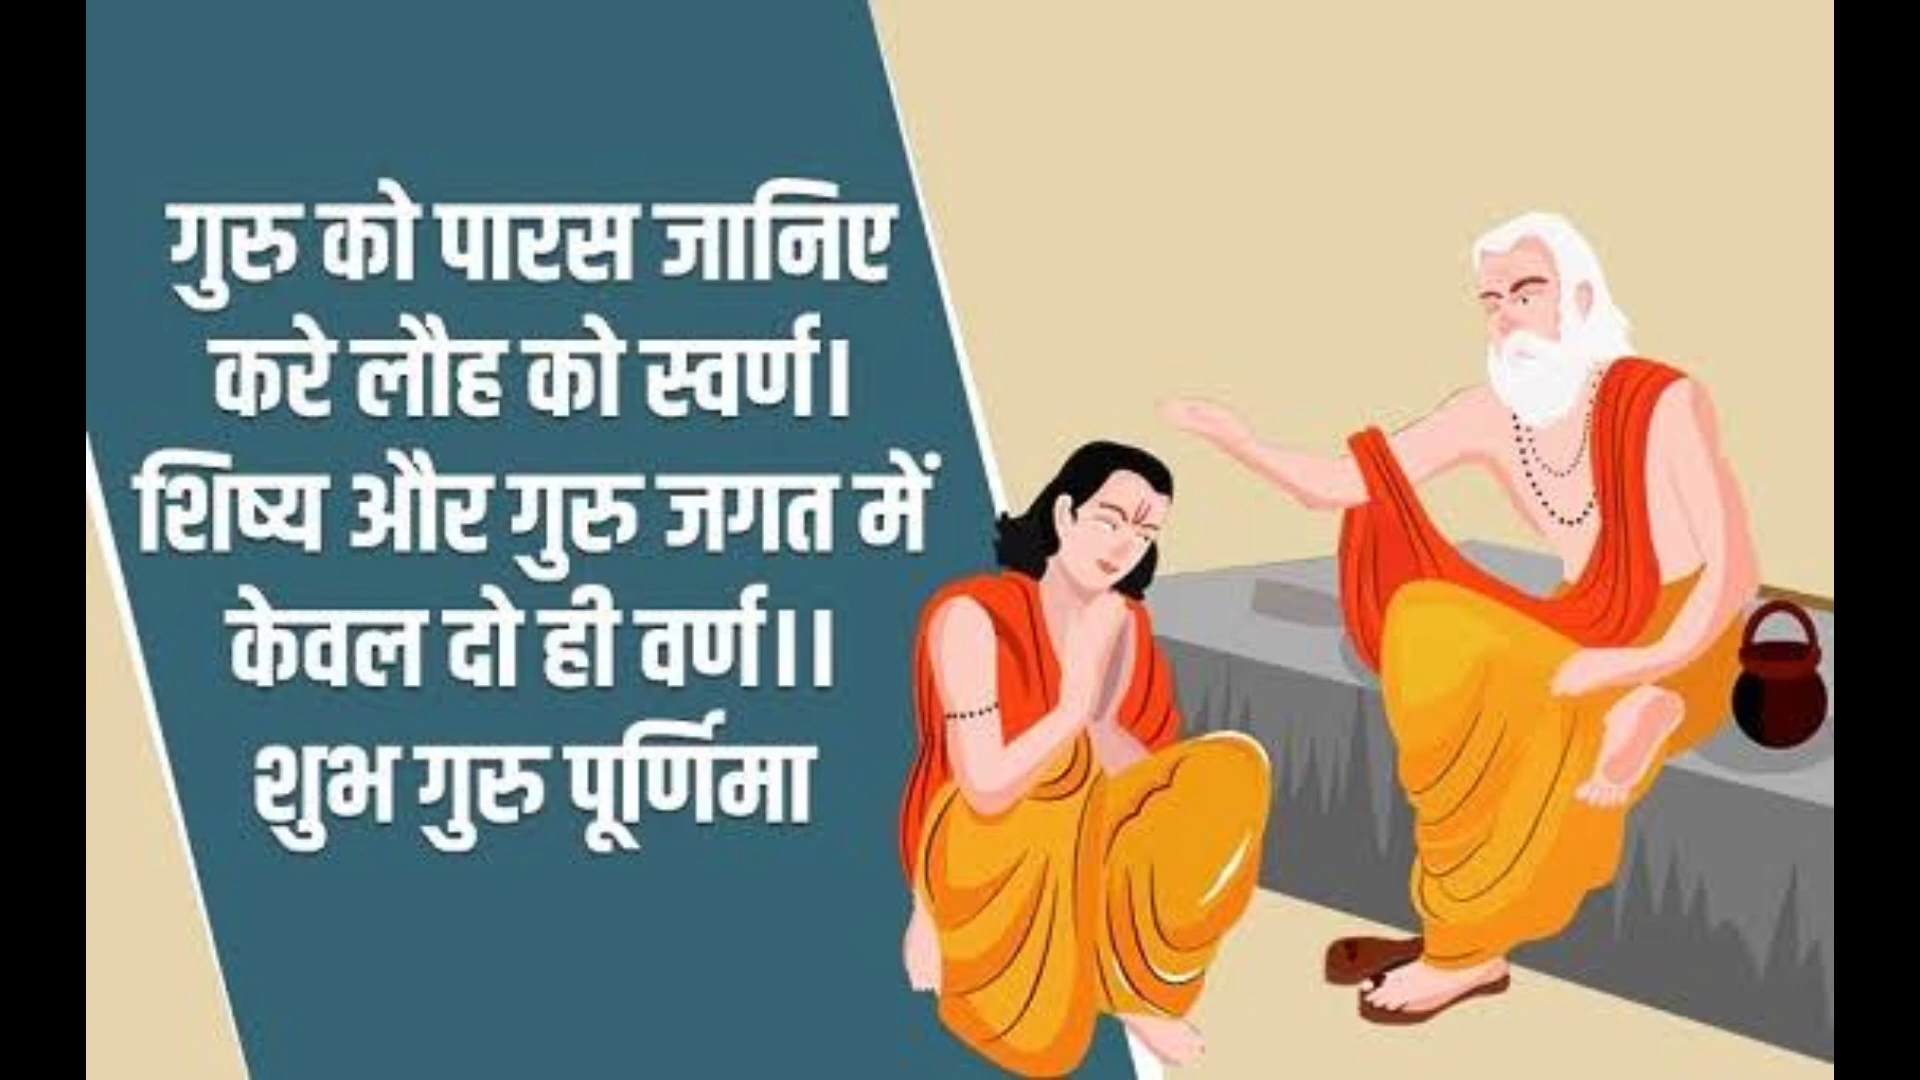 गुरु को पारस जानिए
करे लौह को स्वर्ण।
शिष्य और गुरु जगत में
केवल दो ही वर्ण।।
शुभ गुरु पूर्णिमा